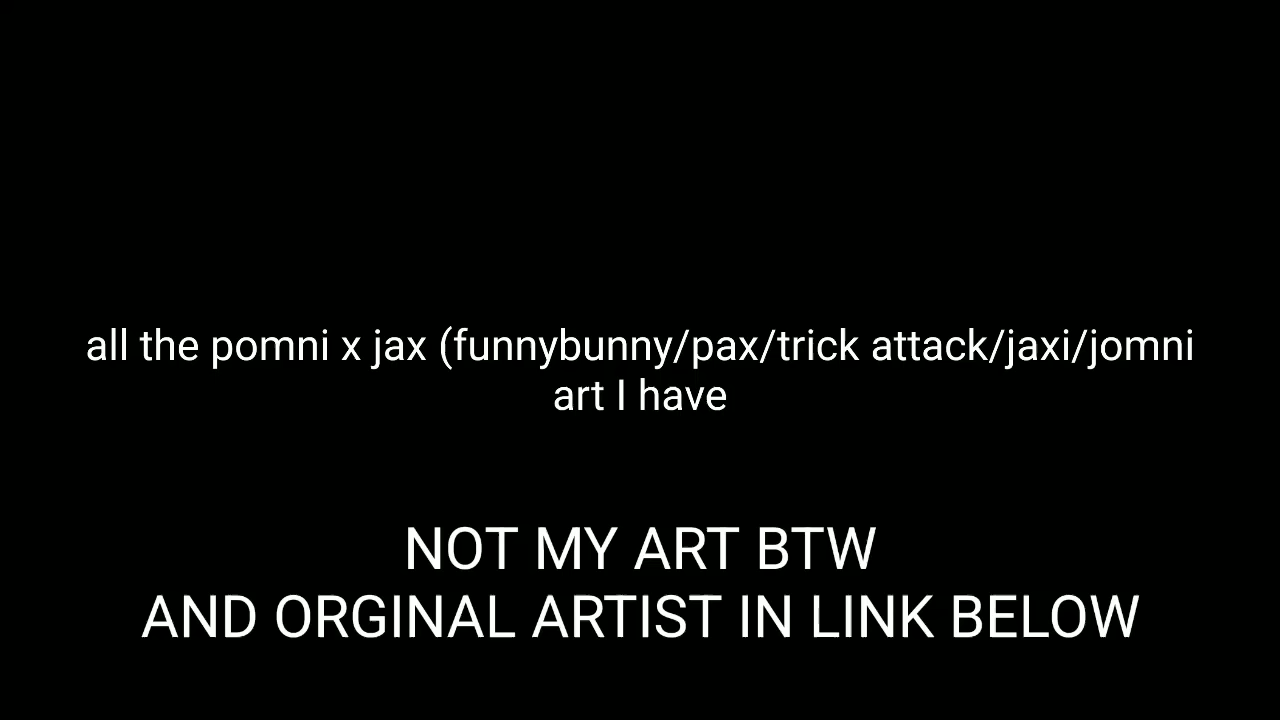 all the pomni x jax (funnybunny/pax/trick attack/jaxi/jomni
art I have
NOT MY ART BTW
AND ORGINAL ARTIST IN LINK BELOW